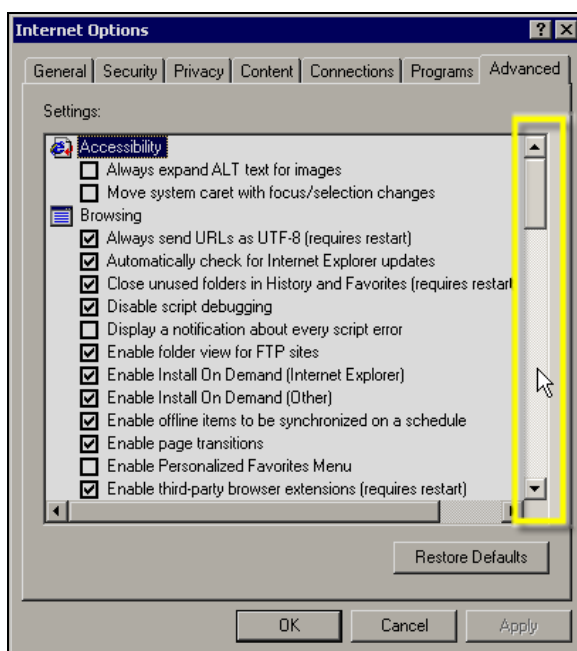 Internet Options
General Security Privacy Content Connections Programs Advanced
Settings:
Accessibility
Always expand ALT text for images
Move system caret with focus/selection changes
Browsing
Always send URLs as UTF-8 (requires restart)
Automatically check for Internet Explorer updates
Close unused folders in History and Favorites (requires restart
Disable script debugging
Display a notification about every script error
Enable folder view for FTP sites
Enable Install On Demand (Internet Explorer)
Enable Install On Demand (Other)
Enable offline items to be synchronized on a schedule
Enable page transitions
Enable Personalized Favorites Menu
Enable third-party browser extensions (requires restart)
Restore Defaults
OK Cancel Apply